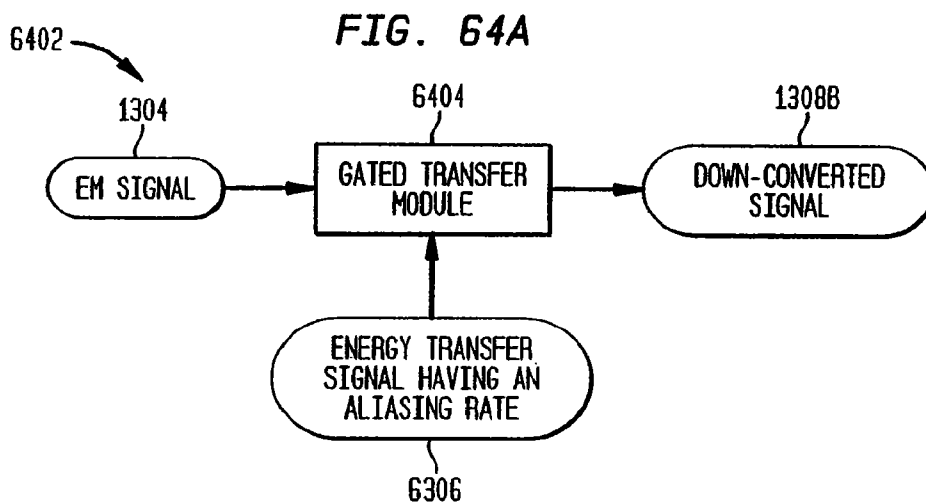 FIG. 64A
6402
1304
6404
1308B
EM SIGNAL
GATED TRANSFER
MODULE
DOWN-CONVERTED
SIGNAL
ENERGY TRANSFER
SIGNAL HAVING AN
ALIASING RATE
6306